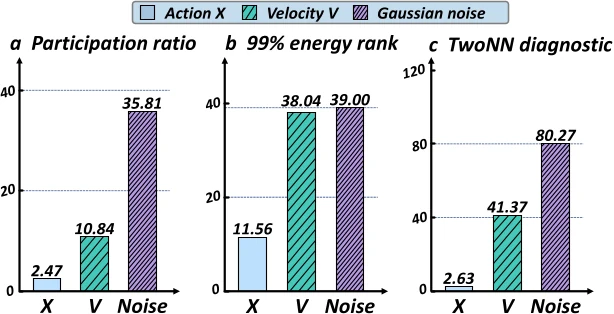 Action X Velocity V Gaussian noise
a Participation ratio
40
20
0
2.47
10.84
35.81
X V Noise
b 99% energy rank
40
20
0
11.56
38.04
39.00
X V Noise
c TwoNN diagnostic
120
80
40
0
2.63
41.37
80.27
X V Noise